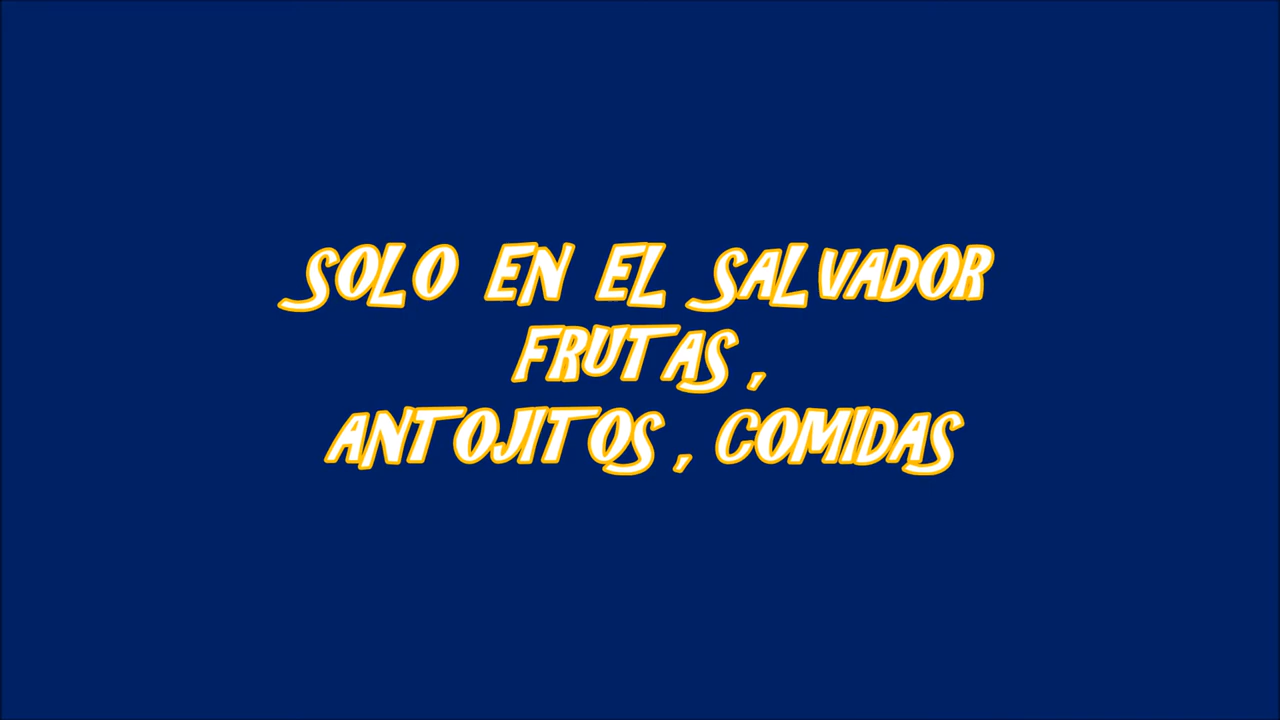 SOLO EN EL SALVADOR
FRUTAS ,
ANTOJITOS , COMIDAS